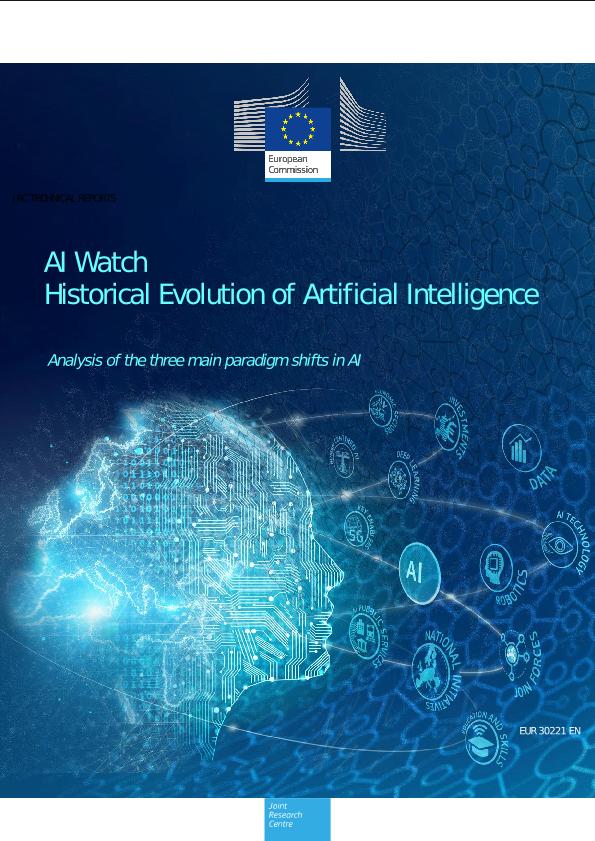 European
Commission
JRC TECHNICAL REPORTS
AI Watch
Historical Evolution of Artificial Intelligence
Analysis of the three main paradigm shifts in AI
INVESTMENTS
DEEP LEARNING
DATA
5G
AI TECHNOLOGY
AI
ROBOTICS
AI PUBLIC SERVICES
NATIONAL INITIATIVES
JOIN FORCES
EDUCATION AND SKILLS
EUR 30221 EN
Joint
Research
Centre